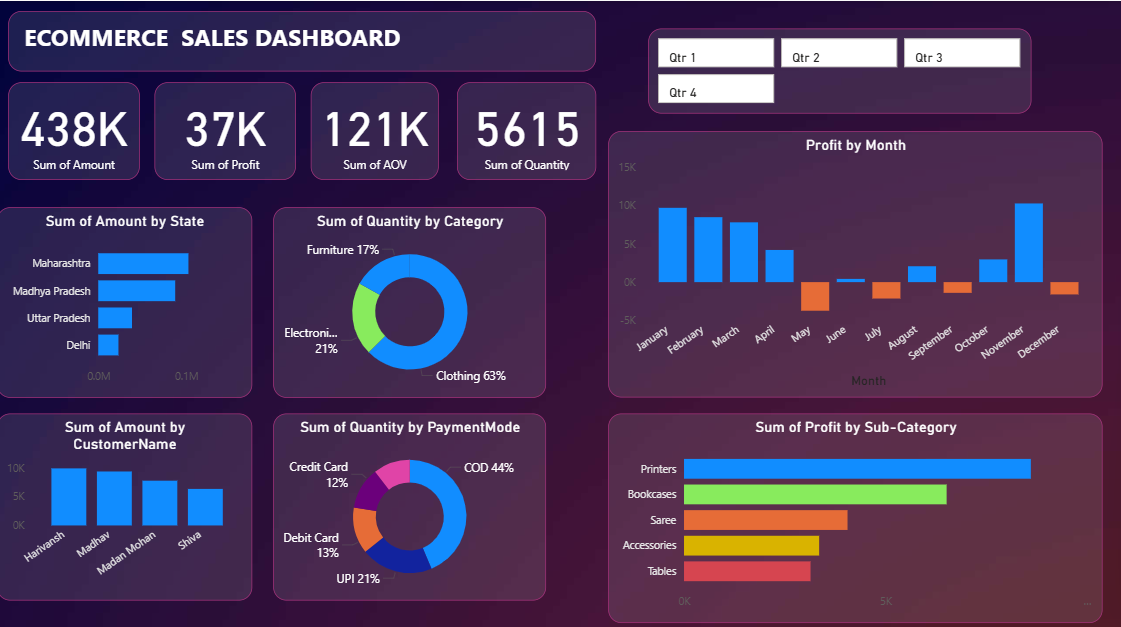 ECOMMERCE  SALES DASHBOARD
Qtr 1
Qtr 2
Qtr 3
Qtr 4
438K
Sum of Amount
37K
Sum of Profit
121K
Sum of AOV
5615
Sum of Quantity
Profit by Month
15K
10K
5K
0K
-5K
January
February
March
April
May
June
July
August
September
October
November
December
Month
Sum of Amount by State
Maharashtra
Madhya Pradesh
Uttar Pradesh
Delhi
0.0M
0.1M
Sum of Quantity by Category
Furniture 17%
Electroni...
21%
Clothing 63%
Sum of Amount by
CustomerName
10K
5K
0K
Harivansh
Madhav
Madan Mohan
Shiva
Sum of Quantity by PaymentMode
Credit Card
12%
COD 44%
Debit Card
13%
UPI 21%
Sum of Profit by Sub-Category
Printers
Bookcases
Saree
Accessories
Tables
0K
5K
...